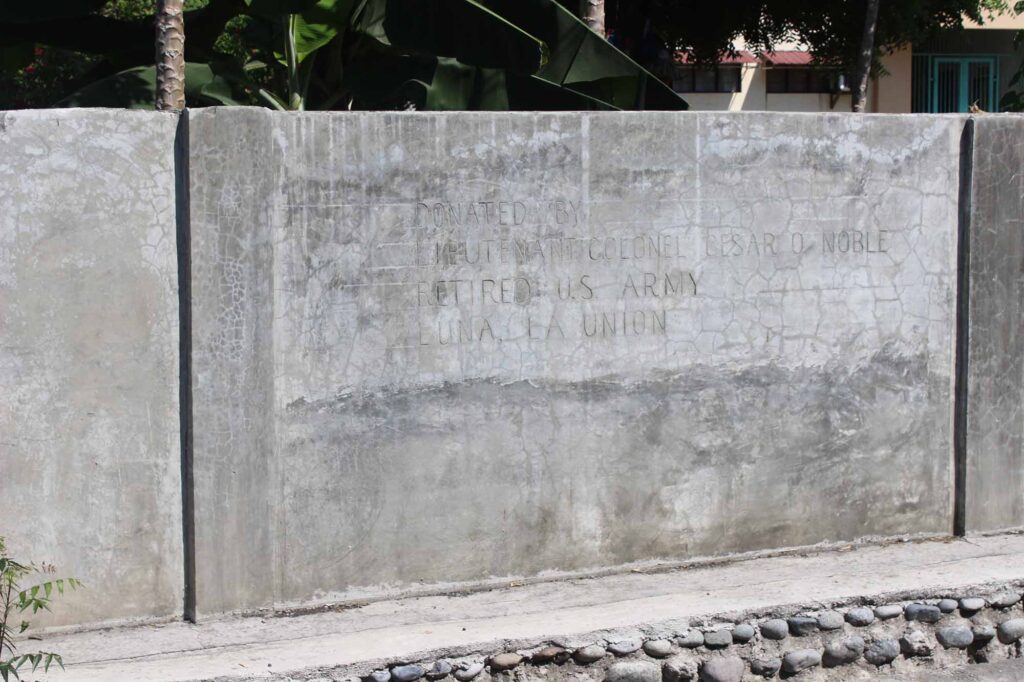 DONATED BY
LIEUTENANT COLONEL CESAR O. NOBLE
RETIRED U.S ARMY
LUNA, LA UNION